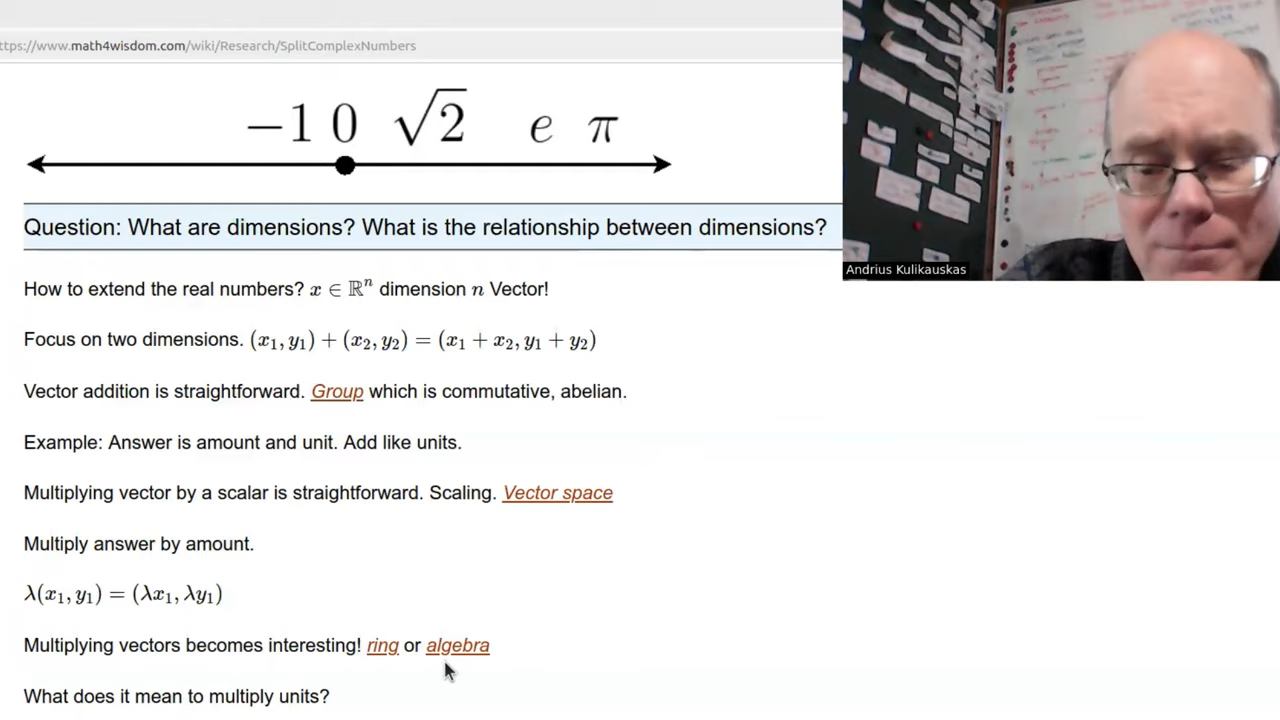 ttps://www.math4wisdom.com/wiki/Research/SplitComplexNumbers
−1 0 √2 e π
Question: What are dimensions? What is the relationship between dimensions?
How to extend the real numbers? x ∈ ℝⁿ dimension n Vector!
Focus on two dimensions. (x₁, y₁) + (x₂, y₂) = (x₁ + x₂, y₁ + y₂)
Vector addition is straightforward. Group which is commutative, abelian.
Example: Answer is amount and unit. Add like units.
Multiplying vector by a scalar is straightforward. Scaling. Vector space
Multiply answer by amount.
λ(x₁, y₁) = (λx₁, λy₁)
Multiplying vectors becomes interesting! ring or algebra
What does it mean to multiply units?
Andrius Kulikauskas